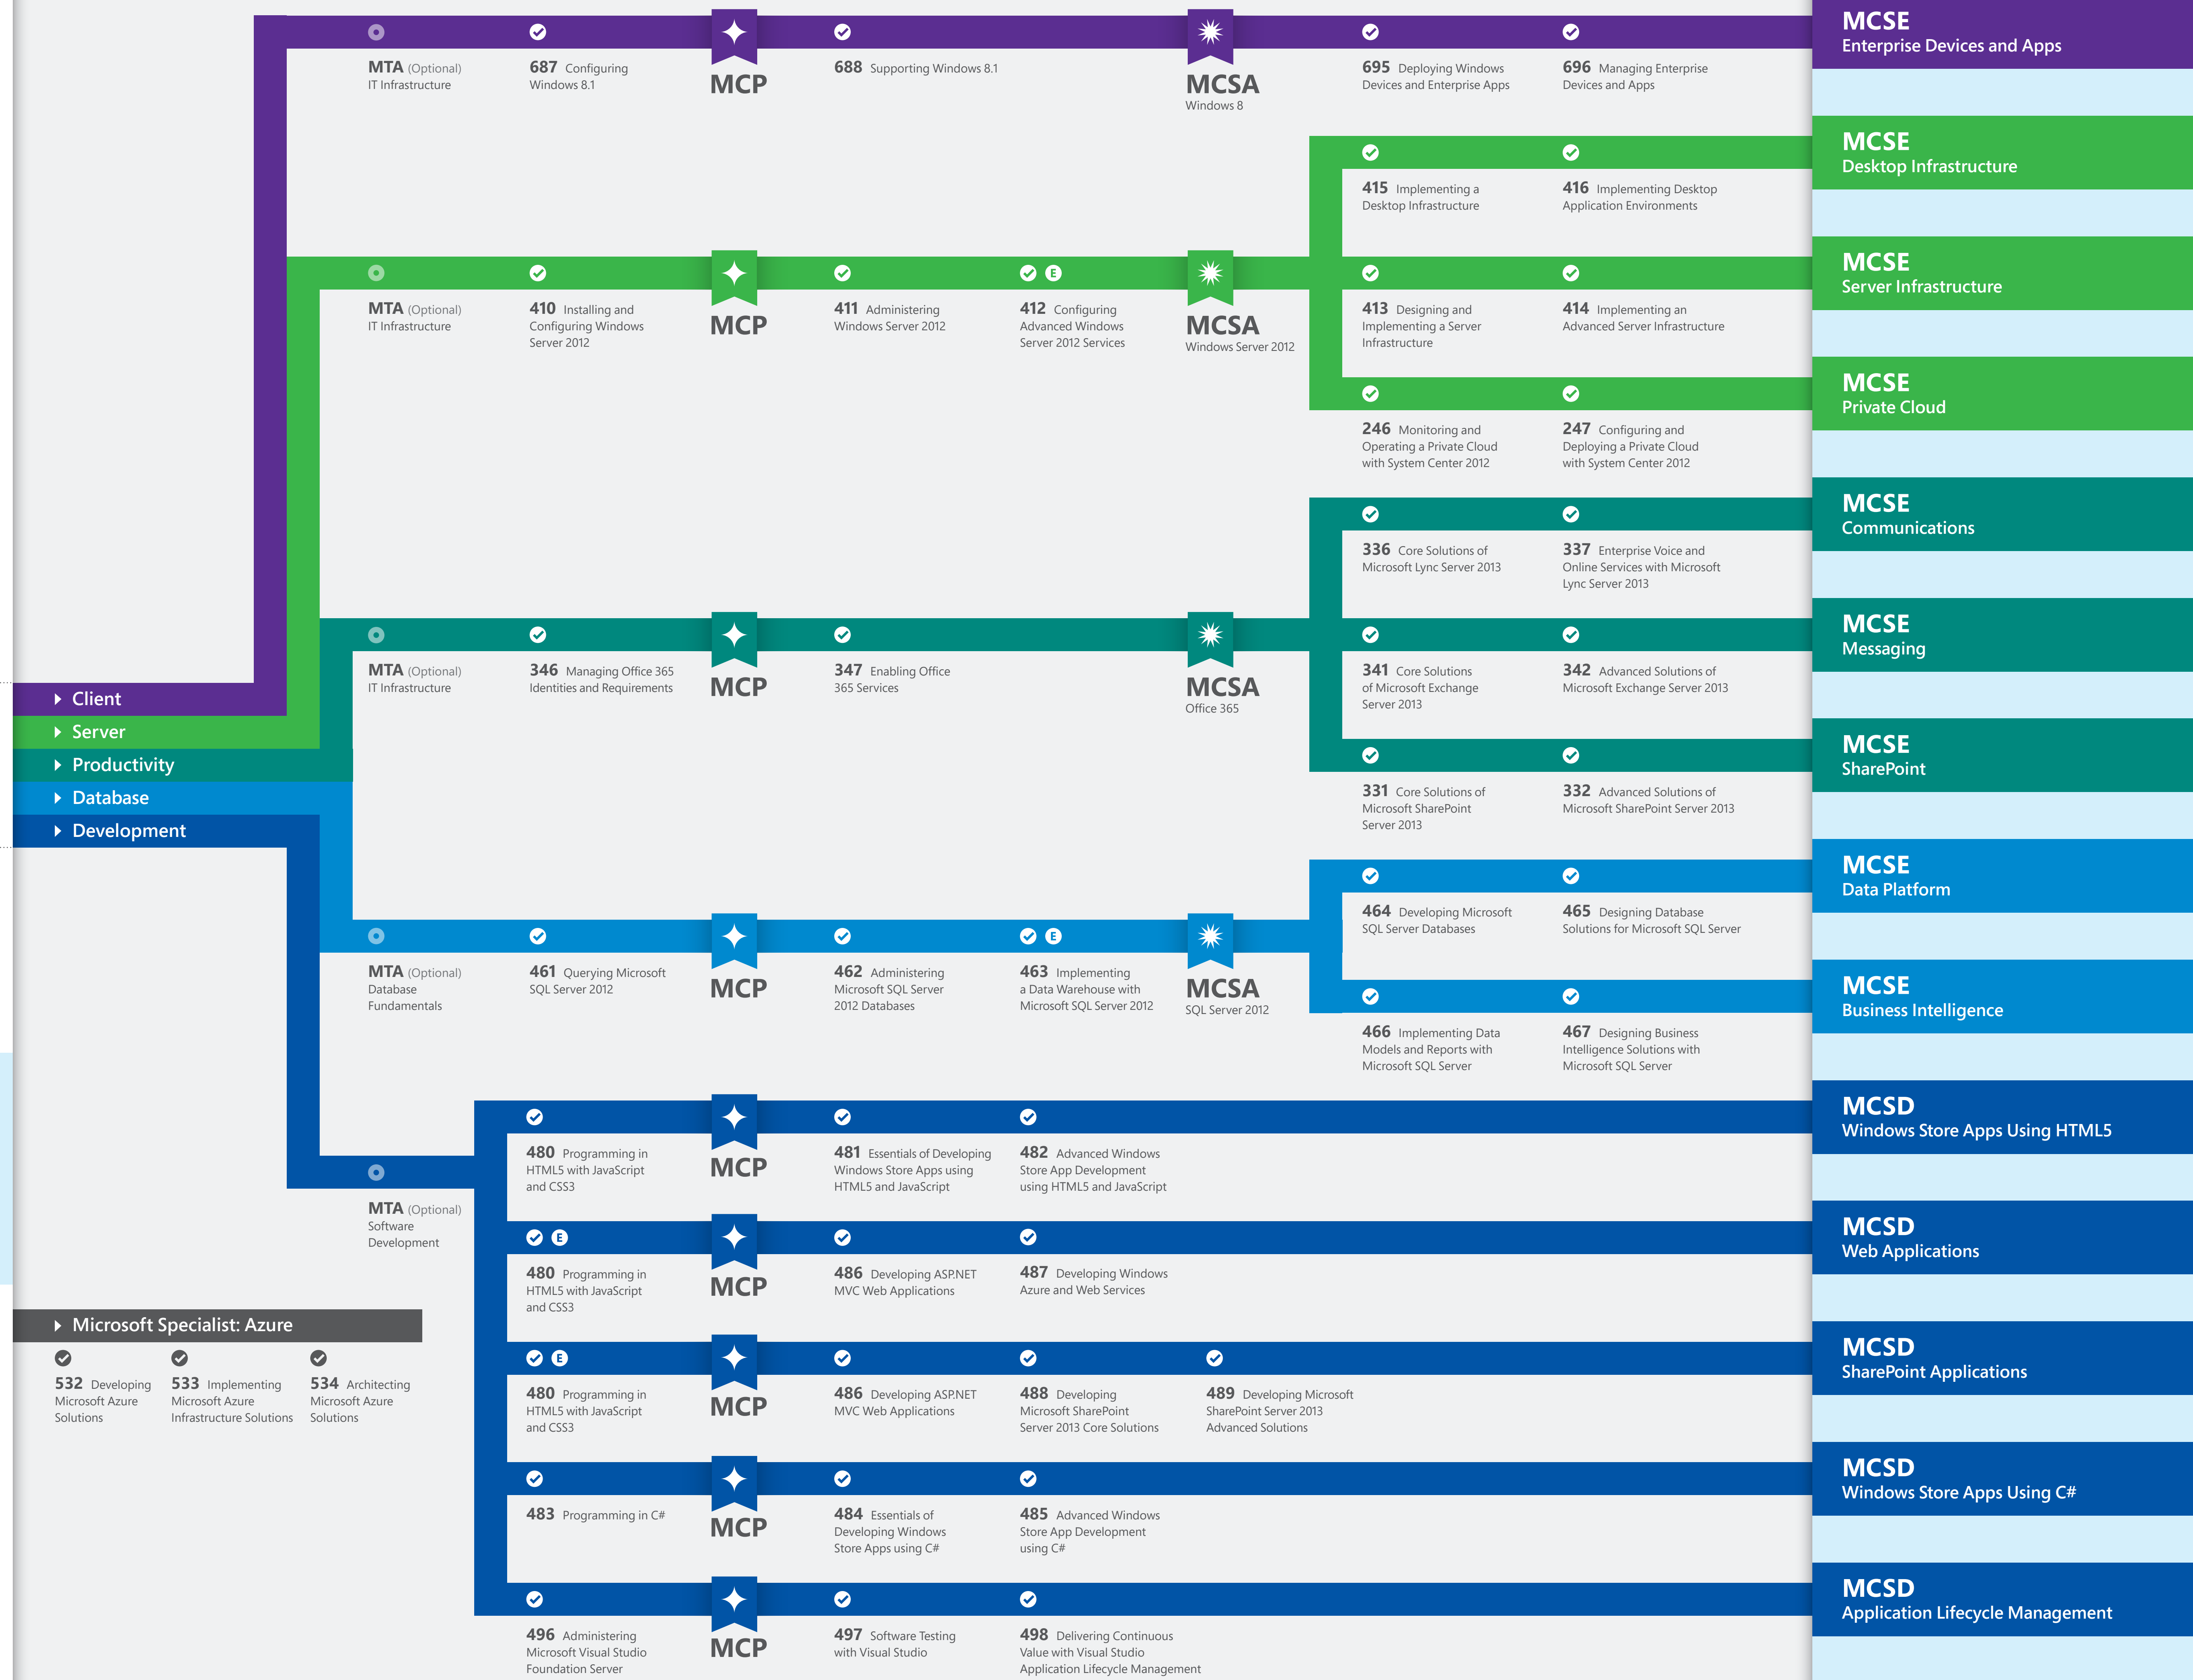 MCSE
Enterprise Devices and Apps
MTA (Optional)
IT Infrastructure
687 Configuring
Windows 8.1
MCP
688 Supporting Windows 8.1
MCSA
Windows 8
695 Deploying Windows
Devices and Enterprise Apps
696 Managing Enterprise
Devices and Apps
MCSE
Desktop Infrastructure
415 Implementing a
Desktop Infrastructure
416 Implementing Desktop
Application Environments
MCSE
Server Infrastructure
MTA (Optional)
IT Infrastructure
410 Installing and
Configuring Windows
Server 2012
MCP
411 Administering
Windows Server 2012
E
412 Configuring
Advanced Windows
Server 2012 Services
MCSA
Windows Server 2012
413 Designing and
Implementing a Server
Infrastructure
414 Implementing an
Advanced Server Infrastructure
MCSE
Private Cloud
246 Monitoring and
Operating a Private Cloud
with System Center 2012
247 Configuring and
Deploying a Private Cloud
with System Center 2012
MCSE
Communications
336 Core Solutions of
Microsoft Lync Server 2013
337 Enterprise Voice and
Online Services with Microsoft
Lync Server 2013
MCSE
Messaging
MTA (Optional)
IT Infrastructure
346 Managing Office 365
Identities and Requirements
MCP
347 Enabling Office
365 Services
MCSA
Office 365
341 Core Solutions
of Microsoft Exchange
Server 2013
342 Advanced Solutions of
Microsoft Exchange Server 2013
Client
Server
Productivity
Database
Development
MCSE
SharePoint
331 Core Solutions of
Microsoft SharePoint
Server 2013
332 Advanced Solutions of
Microsoft SharePoint Server 2013
MCSE
Data Platform
464 Developing Microsoft
SQL Server Databases
465 Designing Database
Solutions for Microsoft SQL Server
MTA (Optional)
Database
Fundamentals
461 Querying Microsoft
SQL Server 2012
MCP
462 Administering
Microsoft SQL Server
2012 Databases
E
463 Implementing
a Data Warehouse with
Microsoft SQL Server 2012
MCSA
SQL Server 2012
MCSE
Business Intelligence
466 Implementing Data
Models and Reports with
Microsoft SQL Server
467 Designing Business
Intelligence Solutions with
Microsoft SQL Server
MCSD
Windows Store Apps Using HTML5
MTA (Optional)
Software
Development
480 Programming in
HTML5 with JavaScript
and CSS3
MCP
481 Essentials of Developing
Windows Store Apps using
HTML5 and JavaScript
482 Advanced Windows
Store App Development
using HTML5 and JavaScript
MCSD
Web Applications
E
480 Programming in
HTML5 with JavaScript
and CSS3
MCP
486 Developing ASP.NET
MVC Web Applications
487 Developing Windows
Azure and Web Services
Microsoft Specialist: Azure
532 Developing
Microsoft Azure
Solutions
533 Implementing
Microsoft Azure
Infrastructure Solutions
534 Architecting
Microsoft Azure
Solutions
MCSD
SharePoint Applications
E
480 Programming in
HTML5 with JavaScript
and CSS3
MCP
486 Developing ASP.NET
MVC Web Applications
488 Developing
Microsoft SharePoint
Server 2013 Core Solutions
489 Developing Microsoft
SharePoint Server 2013
Advanced Solutions
MCSD
Windows Store Apps Using C#
483 Programming in C#
MCP
484 Essentials of
Developing Windows
Store Apps using C#
485 Advanced Windows
Store App Development
using C#
MCSD
Application Lifecycle Management
496 Administering
Microsoft Visual Studio
Foundation Server
MCP
497 Software Testing
with Visual Studio
498 Delivering Continuous
Value with Visual Studio
Application Lifecycle Management